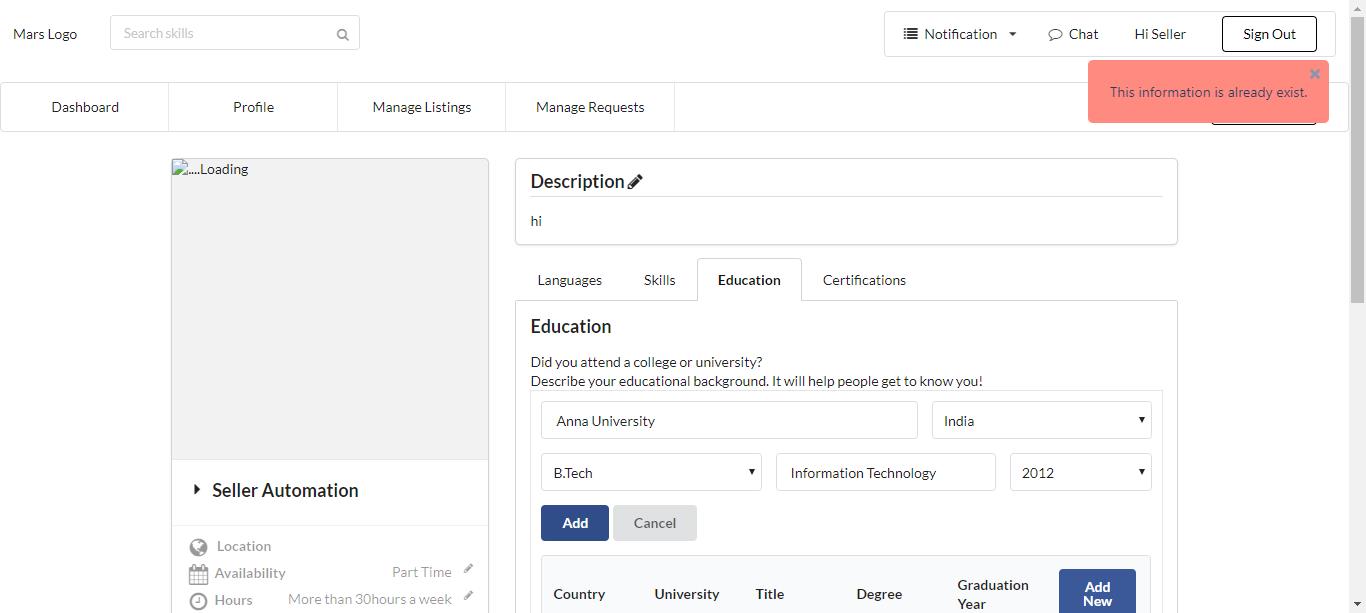 Mars Logo
Search skills
Notification
Chat
Hi Seller
Sign Out
This information is already exist.
Dashboard
Profile
Manage Listings
Manage Requests
....Loading
Description
hi
Languages
Skills
Education
Certifications
Education
Did you attend a college or university?
Describe your educational background. It will help people get to know you!
Anna University
India
B.Tech
Information Technology
2012
Add
Cancel
Country
University
Title
Degree
Graduation
Year
Add
New
Seller Automation
Location
Availability
Part Time
Hours
More than 30hours a week